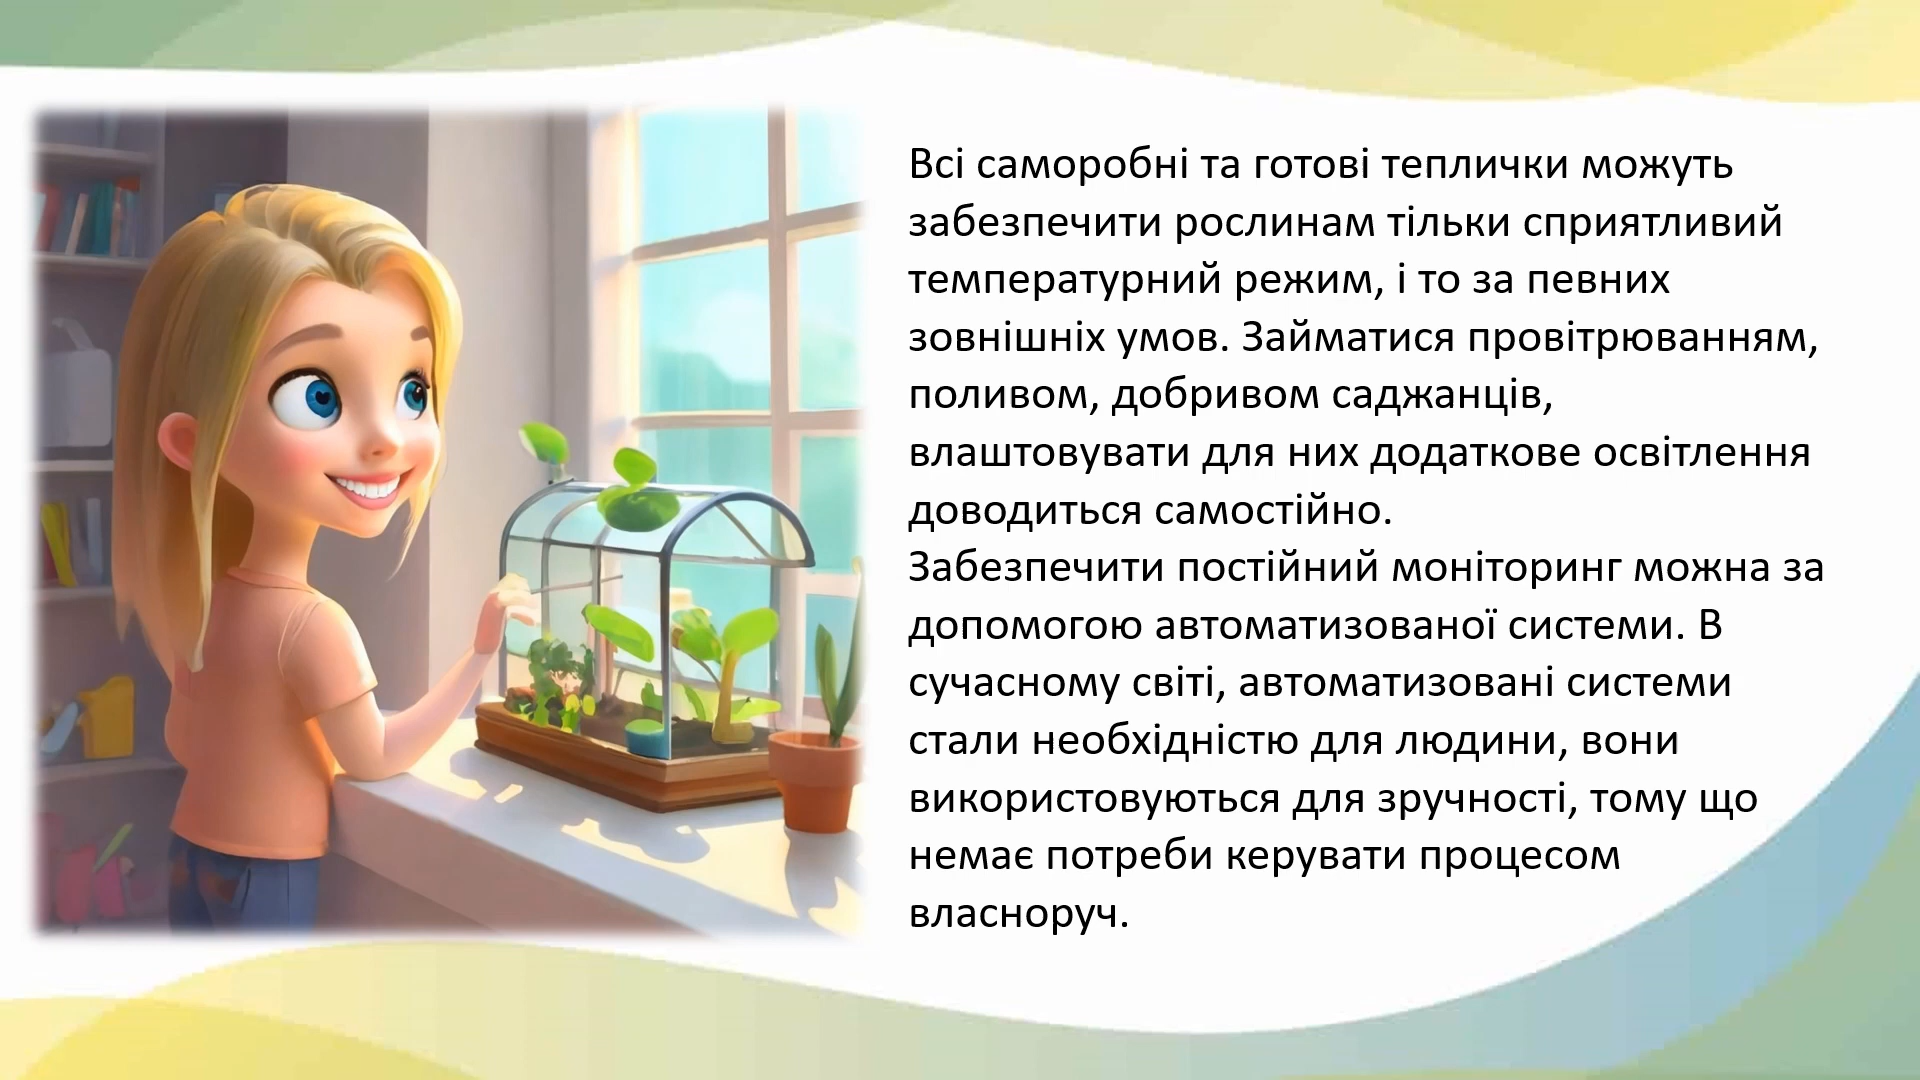 Всі саморобні та готові теплички можуть
забезпечити рослинам тільки сприятливий
температурний режим, і то за певних
зовнішніх умов. Займатися провітрюванням,
поливом, добривом саджанців,
влаштовувати для них додаткове освітлення
доводиться самостійно.
Забезпечити постійний моніторинг можна за
допомогою автоматизованої системи. В
сучасному світі, автоматизовані системи
стали необхідністю для людини, вони
використовуються для зручності, тому що
немає потреби керувати процесом
власноруч.